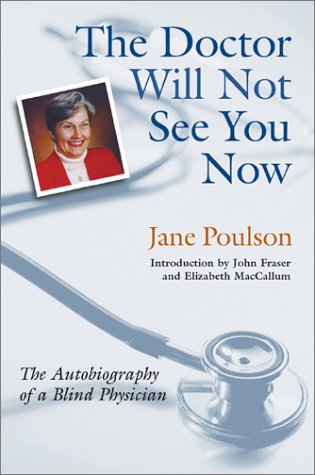 The Doctor
Will Not
See You
Now
Jane Poulson
Introduction by John Fraser
and Elizabeth MacCallum
The Autobiography
of a Blind Physician